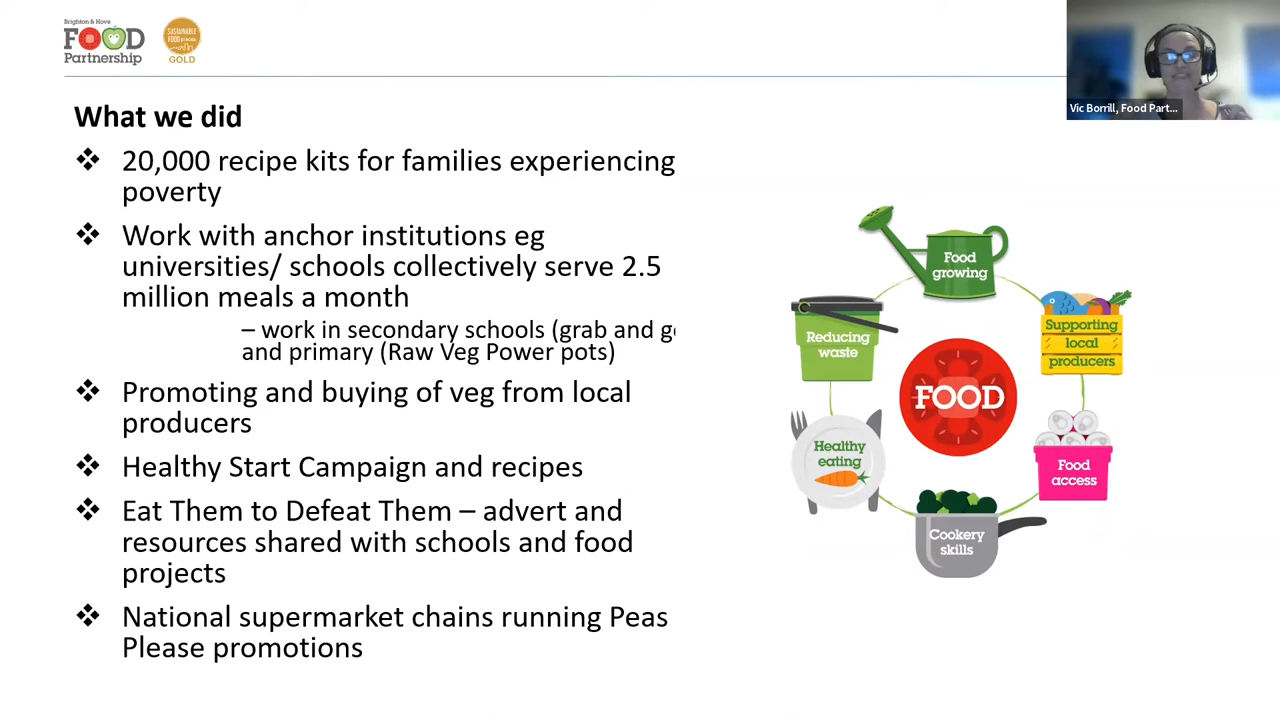 Brighton & Hove
FOOD
Partnership
SUSTAINABLE
FOOD
GOLD
Vic Borrill, Food Part...
What we did
❖ 20,000 recipe kits for families experiencing
poverty
❖ Work with anchor institutions eg
universities/ schools collectively serve 2.5
million meals a month
– work in secondary schools (grab and g
and primary (Raw Veg Power pots)
❖ Promoting and buying of veg from local
producers
❖ Healthy Start Campaign and recipes
❖ Eat Them to Defeat Them – advert and
resources shared with schools and food
projects
❖ National supermarket chains running Peas
Please promotions
Food
growing
Supporting
local
producers
Food
access
Cookery
skills
Healthy
eating
Reducing
waste
FOOD